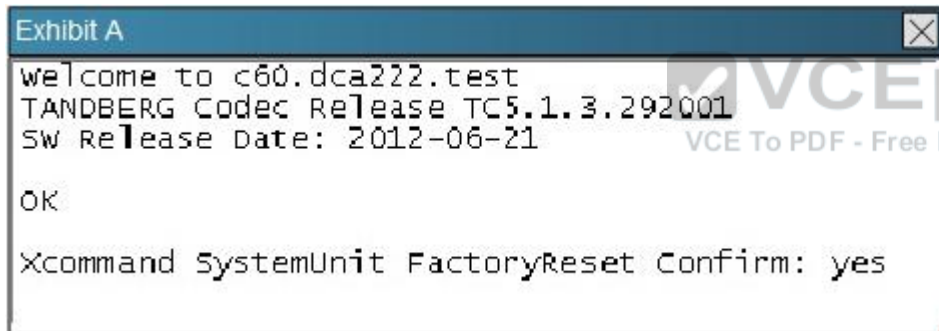 Exhibit A
Welcome to c60.dca222.test
TANDBERG Codec Release TC5.1.3.292001
SW Release Date: 2012-06-21
VCE
VCE To PDF - Free
OK
Xcommand SystemUnit FactoryReset Confirm: yes